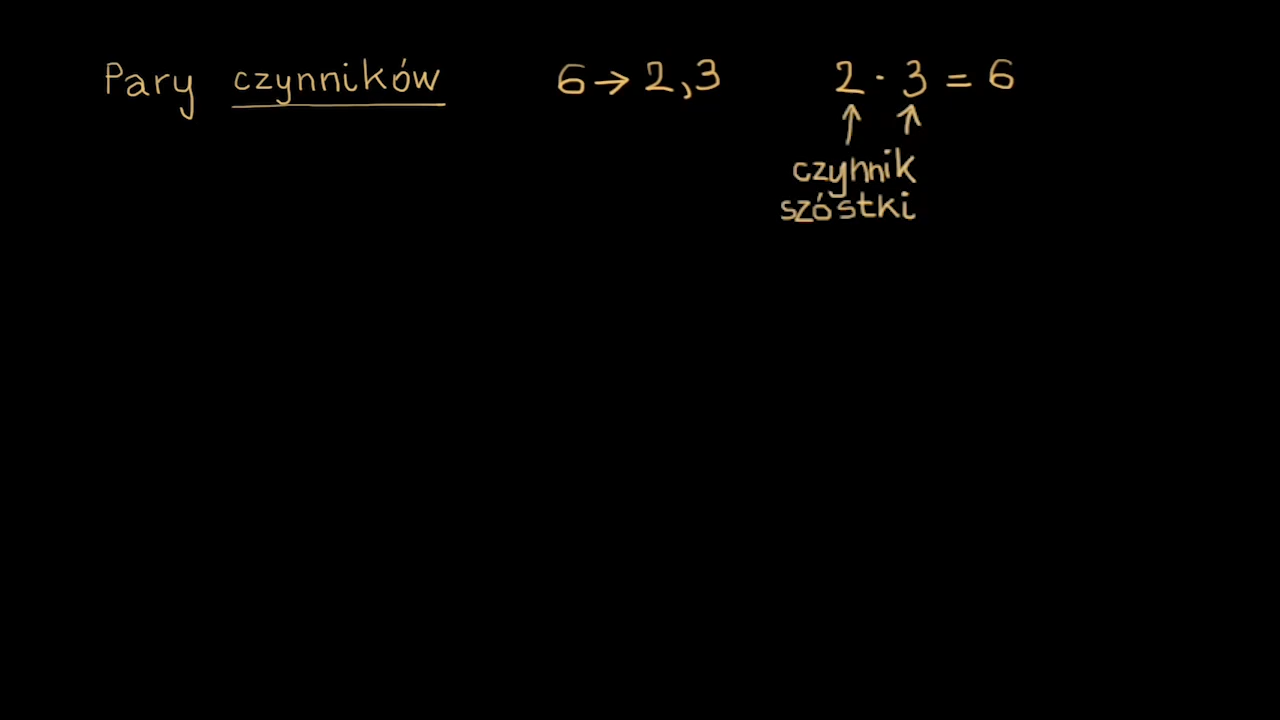 Pary czynników 6 → 2,3 2 · 3 = 6
↑ ↑
czynnik
szóstki